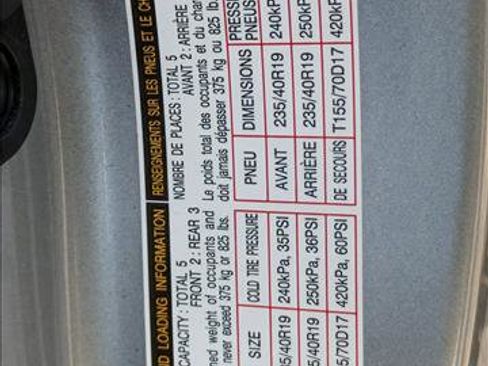 ND LOADING INFORMATION
CAPACITY : TOTAL 5
FRONT 2 : REAR 3
ned weight of occupants and
never exceed 375 kg or 825 lbs.
SIZE COLD TIRE PRESSURE
5/40R19 240kPa, 35PSI
5/40R19 250kPa, 36PSI
5/70D17 420kPa, 60PSI
RENSEIGNEMENTS SUR LES PNEUS ET LE CH
NOMBRE DE PLACES : TOTAL 5
AVANT 2 : ARRIÈRE
Le poids total des occupants et du char
doit jamais dépasser 375 kg ou 825 lb
PNEU DIMENSIONS PRESSI PNEUS
AVANT 235/40R19 240kP
ARRIÈRE 235/40R19 250kP
DE SECOURS T155/70D17 420kP